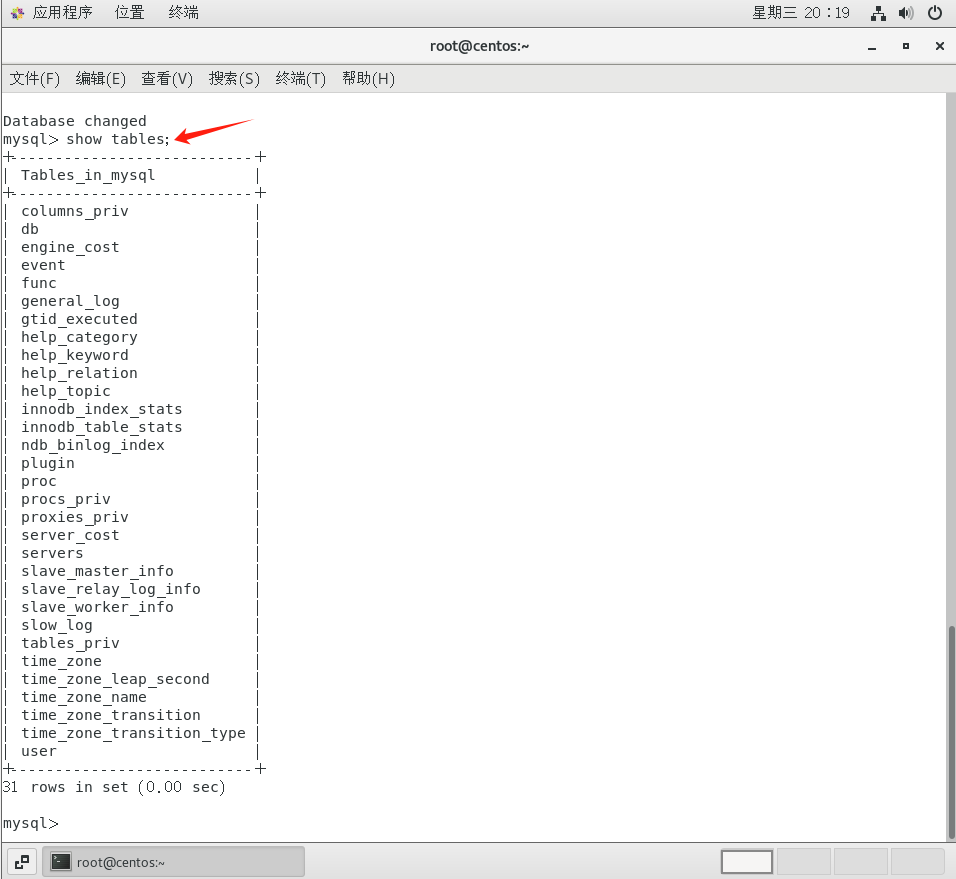 应用程序 位置 终端 星期三 20∶19
root@centos:~
文件(F) 编辑(E) 查看(V) 搜索(S) 终端(T) 帮助(H)
Database changed
mysql> show tables;
+---------------------------+
| Tables_in_mysql           |
+---------------------------+
| columns_priv              |
| db                        |
| engine_cost               |
| event                     |
| func                      |
| general_log               |
| gtid_executed             |
| help_category             |
| help_keyword              |
| help_relation             |
| help_topic                |
| innodb_index_stats        |
| innodb_table_stats        |
| ndb_binlog_index          |
| plugin                    |
| proc                      |
| procs_priv                |
| proxies_priv              |
| server_cost               |
| servers                   |
| slave_master_info         |
| slave_relay_log_info      |
| slave_worker_info         |
| slow_log                  |
| tables_priv               |
| time_zone                 |
| time_zone_leap_second     |
| time_zone_name            |
| time_zone_transition      |
| time_zone_transition_type |
| user                      |
+---------------------------+
31 rows in set (0.00 sec)
mysql>
root@centos:~